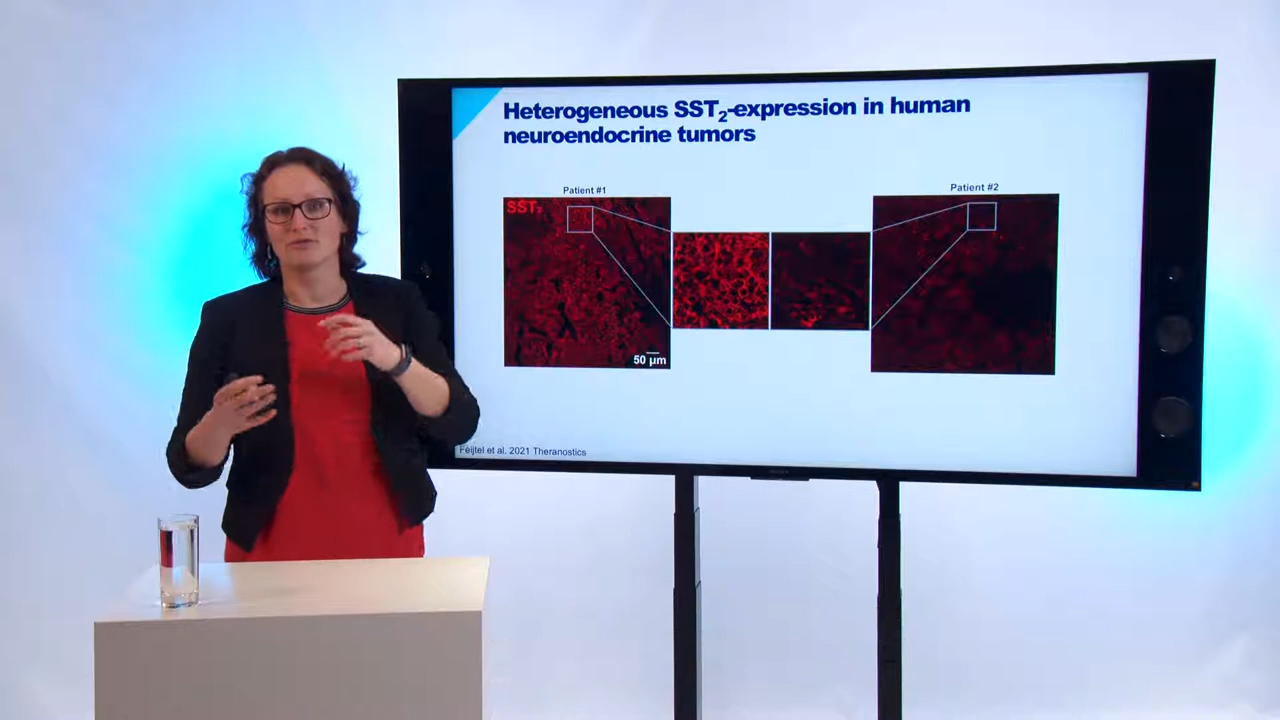 Heterogeneous SST₂-expression in human
neuroendocrine tumors
Patient #1
Patient #2
SST₂
50 µm
Feijtel et al. 2021 Theranostics